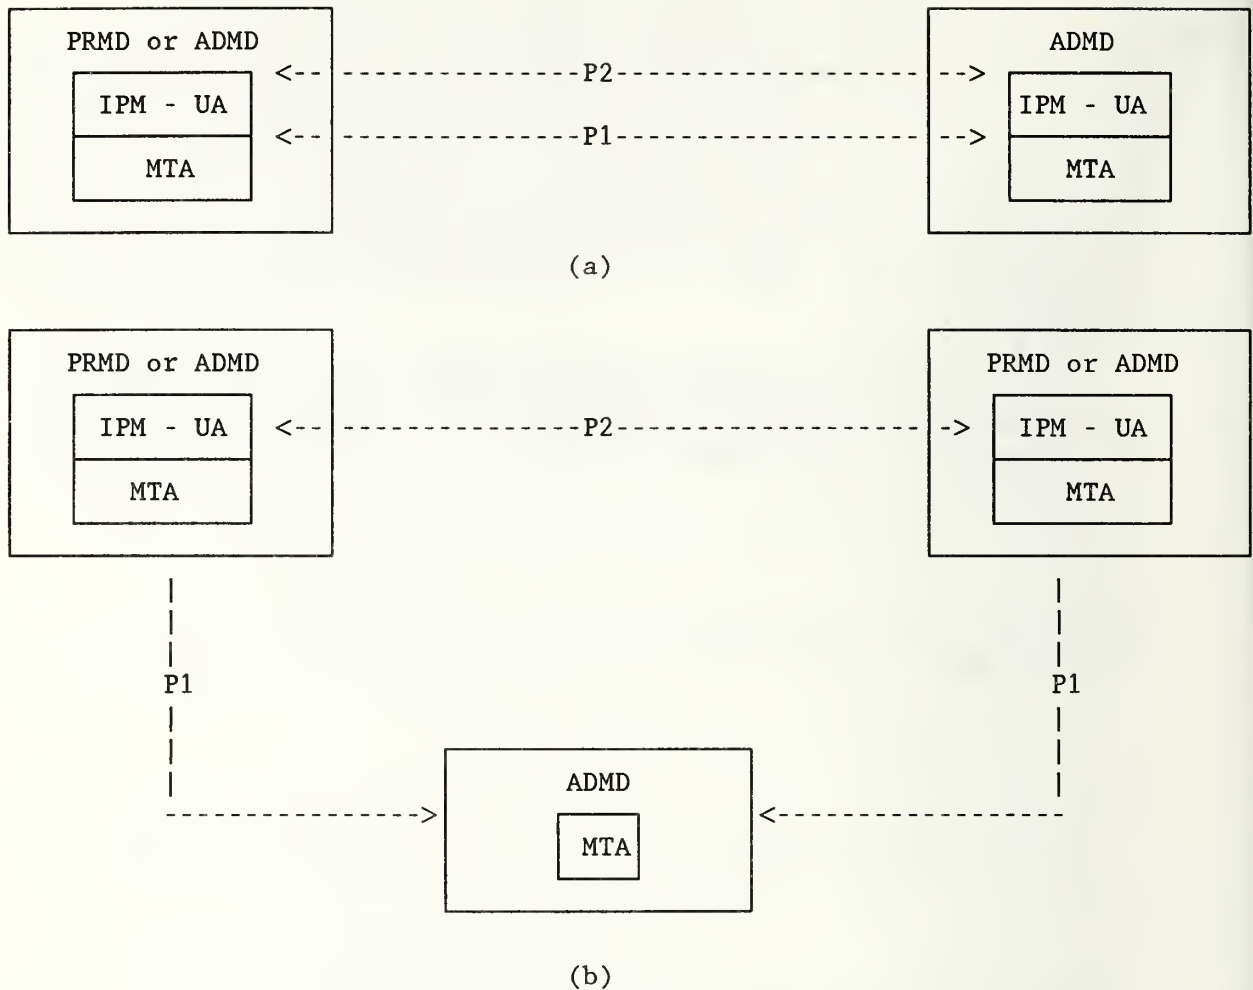 PRMD or ADMD ADMD
<-- ------------P2------------ -->
IPM - UA IPM - UA
<-- ------------P1------------ -->
MTA MTA
(a)
PRMD or ADMD PRMD or ADMD
IPM - UA <-- ------------P2------------ --> IPM - UA
MTA MTA
P1 P1
ADMD
MTA
(b)